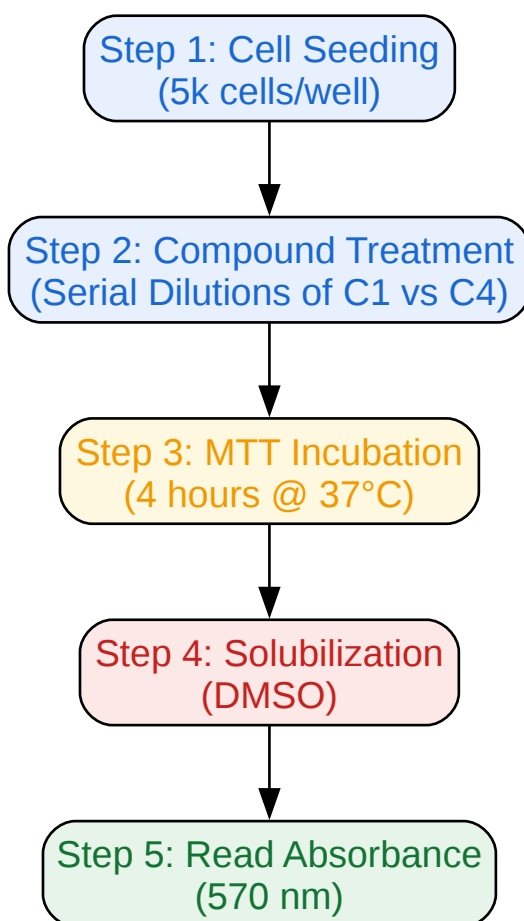 Step 1: Cell Seeding
(5k cells/well)
Step 2: Compound Treatment
(Serial Dilutions of C1 vs C4)
Step 3: MTT Incubation
(4 hours @ 37°C)
Step 4: Solubilization
(DMSO)
Step 5: Read Absorbance
(570 nm)